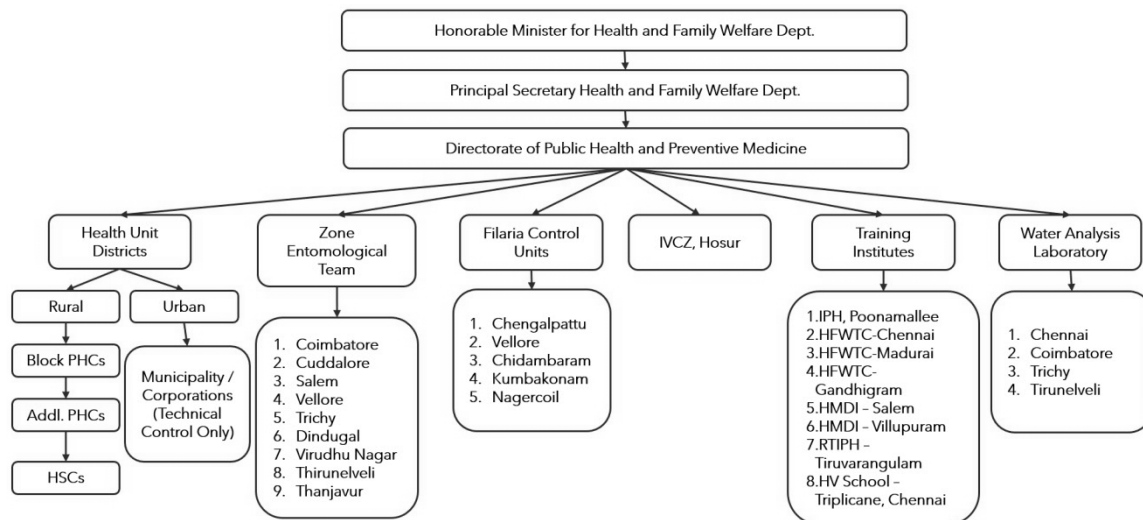 Honorable Minister for Health and Family Welfare Dept.
Principal Secretary Health and Family Welfare Dept.
Directorate of Public Health and Preventive Medicine
Health Unit
Districts
Rural
Urban
Block PHCs
Addl. PHCs
HSCs
Municipality /
Corporations
(Technical
Control Only)
Zone
Entomological
Team
1. Coimbatore
2. Cuddalore
3. Salem
4. Vellore
5. Trichy
6. Dindugal
7. Virudhu Nagar
8. Thirunelveli
9. Thanjavur
Filaria Control
Units
1. Chengalpattu
2. Vellore
3. Chidambaram
4. Kumbakonam
5. Nagercoil
IVCZ, Hosur
Training
Institutes
1.IPH, Poonamallee
2.HFWTC-Chennai
3.HFWTC-Madurai
4.HFWTC-
Gandhigram
5.HMDI – Salem
6.HMDI – Villupuram
7.RTIPH –
Tiruvarangulam
8.HV School –
Triplicane, Chennai
Water Analysis
Laboratory
1. Chennai
2. Coimbatore
3. Trichy
4. Tirunelveli